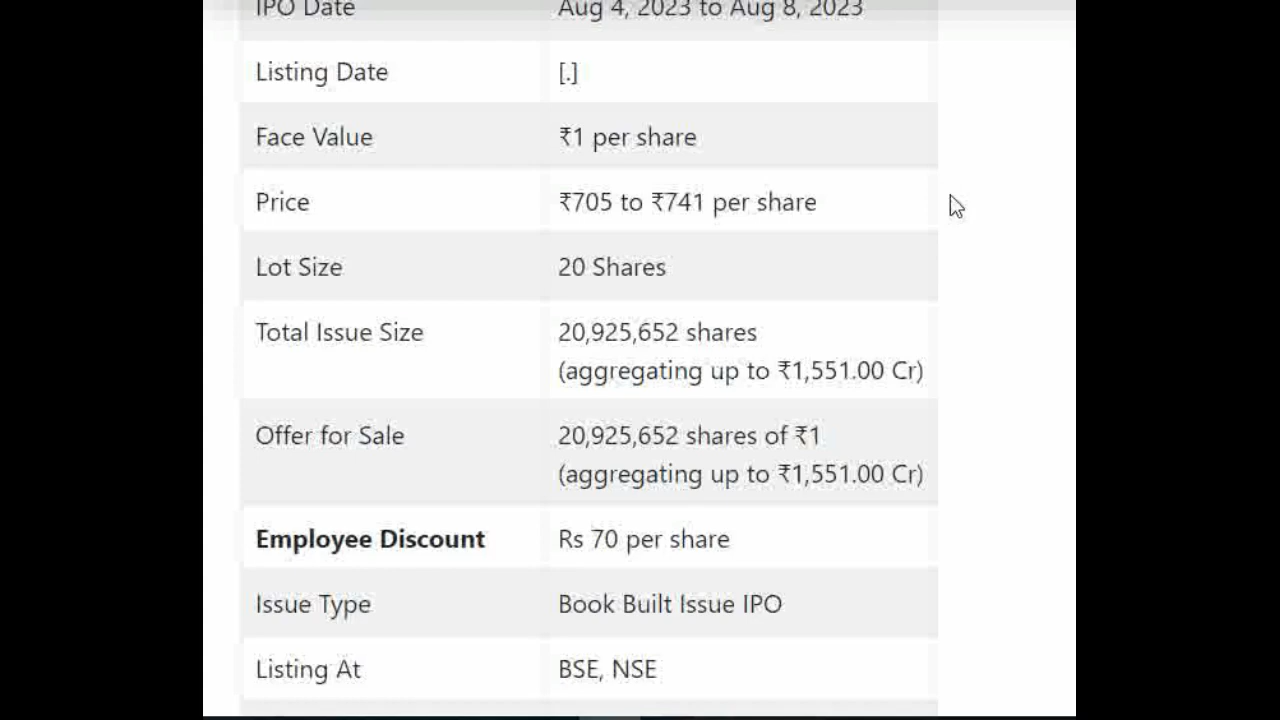 IPO Date Aug 4, 2023 to Aug 8, 2023
Listing Date [.]
Face Value ₹1 per share
Price ₹705 to ₹741 per share
Lot Size 20 Shares
Total Issue Size 20,925,652 shares
(aggregating up to ₹1,551.00 Cr)
Offer for Sale 20,925,652 shares of ₹1
(aggregating up to ₹1,551.00 Cr)
Employee Discount Rs 70 per share
Issue Type Book Built Issue IPO
Listing At BSE, NSE